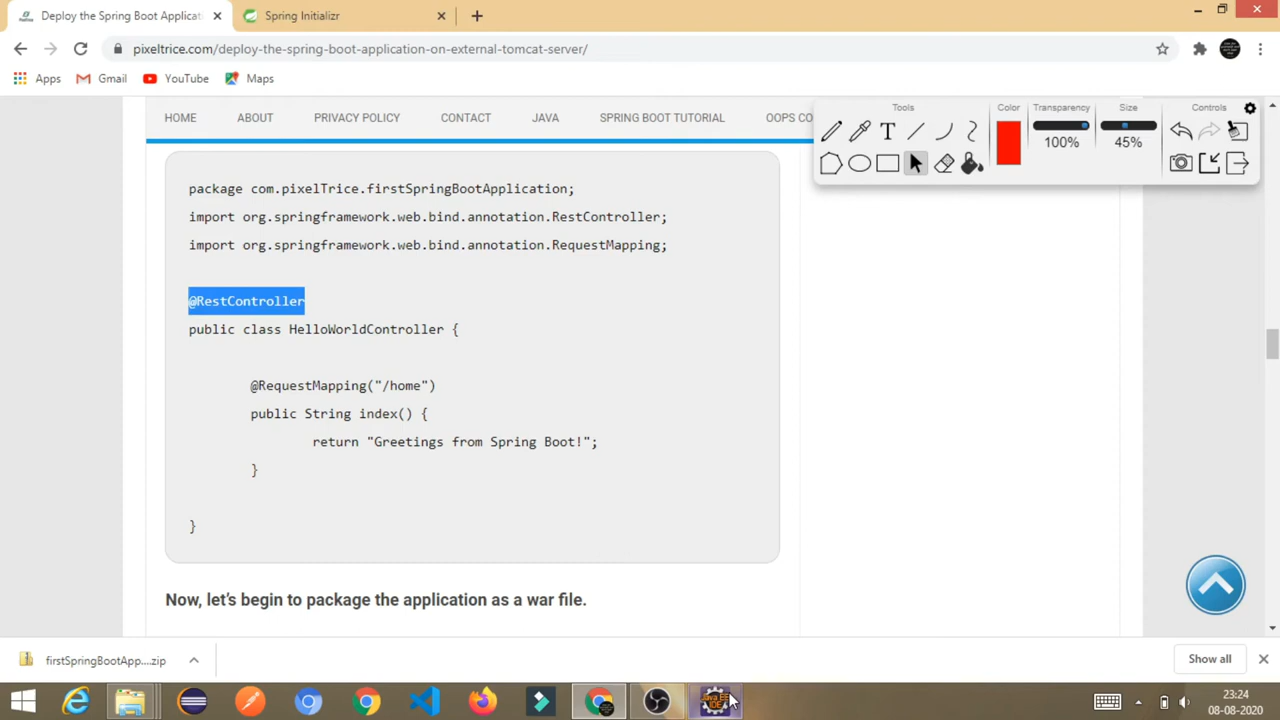 Deploy the Spring Boot Applicati
Spring Initializr
pixeltrice.com/deploy-the-spring-boot-application-on-external-tomcat-server/
Apps
Gmail
YouTube
Maps
HOME
ABOUT
PRIVACY POLICY
CONTACT
JAVA
SPRING BOOT TUTORIAL
OOPS CO
Tools
Color
Transparency
Size
Controls
T
100%
45%
package com.pixelTrice.firstSpringBootApplication;
import org.springframework.web.bind.annotation.RestController;
import org.springframework.web.bind.annotation.RequestMapping;
@RestController
public class HelloWorldController {
@RequestMapping("/home")
public String index() {
return "Greetings from Spring Boot!";
}
}
Now, let's begin to package the application as a war file.
firstSpringBootApp....zip
Show all
Java EE
IDE
23:24
08-08-2020